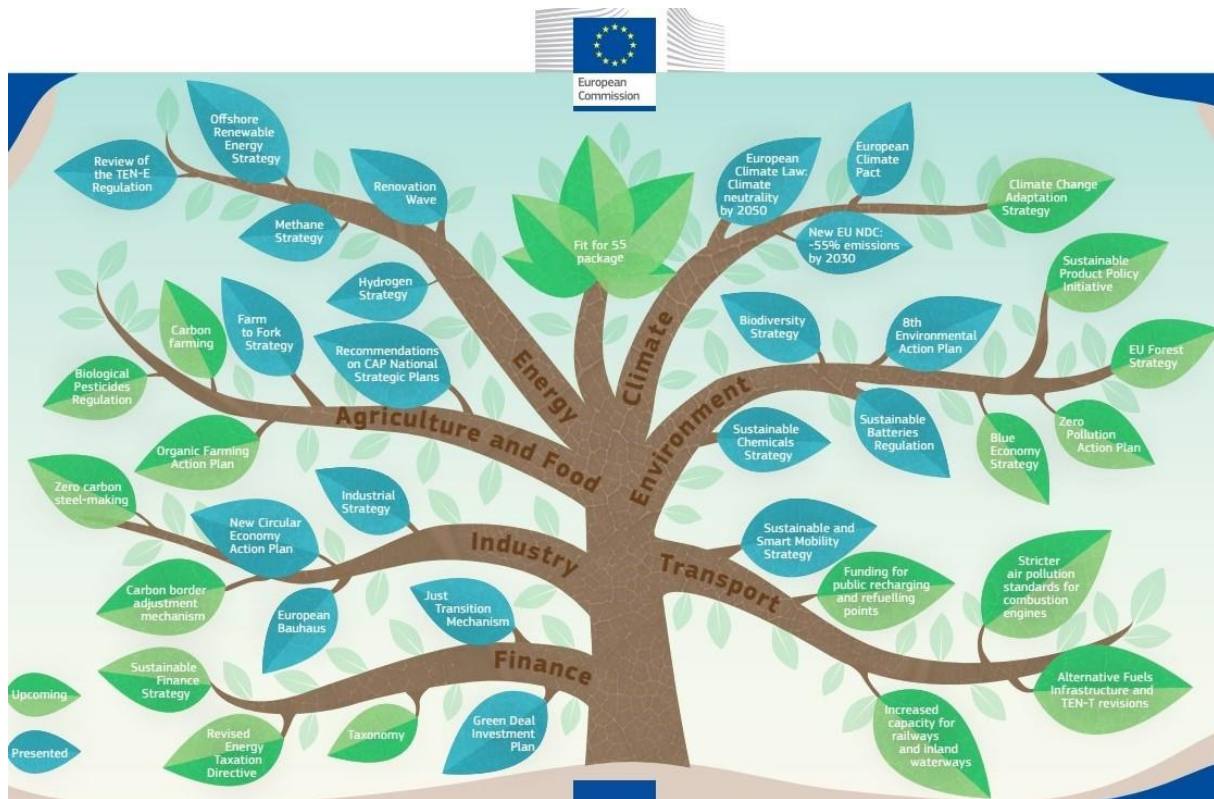 European
Commission
Offshore
Renewable
Energy
Strategy
Review of
the TEN-E
Regulation
Renovation
Wave
Methane
Strategy
Hydrogen
Strategy
Energy
Fit for 55
package
European
Climate Law:
Climate
neutrality
by 2050
European
Climate
Pact
Climate Change
Adaptation
Strategy
New EU NDC:
-55% emissions
by 2030
Climate
Carbon
farming
Farm
to Fork
Strategy
Recommendations
on CAP National
Strategic Plans
Biological
Pesticides
Regulation
Organic Farming
Action Plan
Agriculture and Food
Sustainable
Product Policy
Initiative
Biodiversity
Strategy
8th
Environmental
Action Plan
EU Forest
Strategy
Sustainable
Chemicals
Strategy
Sustainable
Batteries
Regulation
Blue
Economy
Strategy
Zero
Pollution
Action Plan
Environment
Zero carbon
steel-making
New Circular
Economy
Action Plan
Industrial
Strategy
Carbon border
adjustment
mechanism
European
Bauhaus
Industry
Sustainable and
Smart Mobility
Strategy
Funding for
public recharging
and refuelling
points
Stricter
air pollution
standards for
combustion
engines
Alternative Fuels
Infrastructure and
TEN-T revisions
Increased
capacity for
railways
and inland
waterways
Transport
Just
Transition
Mechanism
Sustainable
Finance
Strategy
Revised
Energy
Taxation
Directive
Taxonomy
Green Deal
Investment
Plan
Finance
Upcoming
Presented